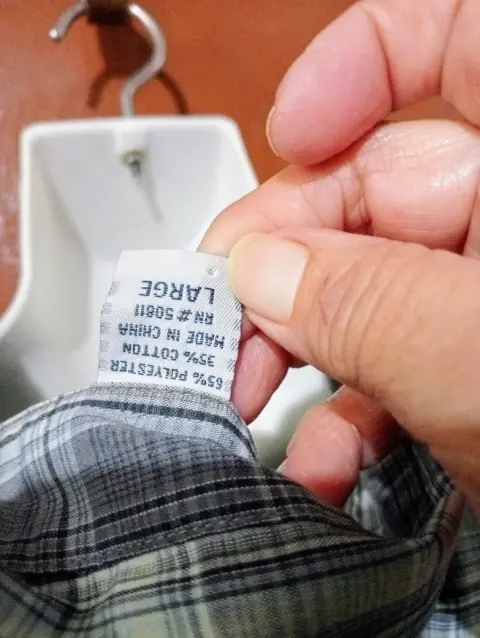 65% POLYESTER
35% COTTON
MADE IN CHINA
RN # 50811
LARGE